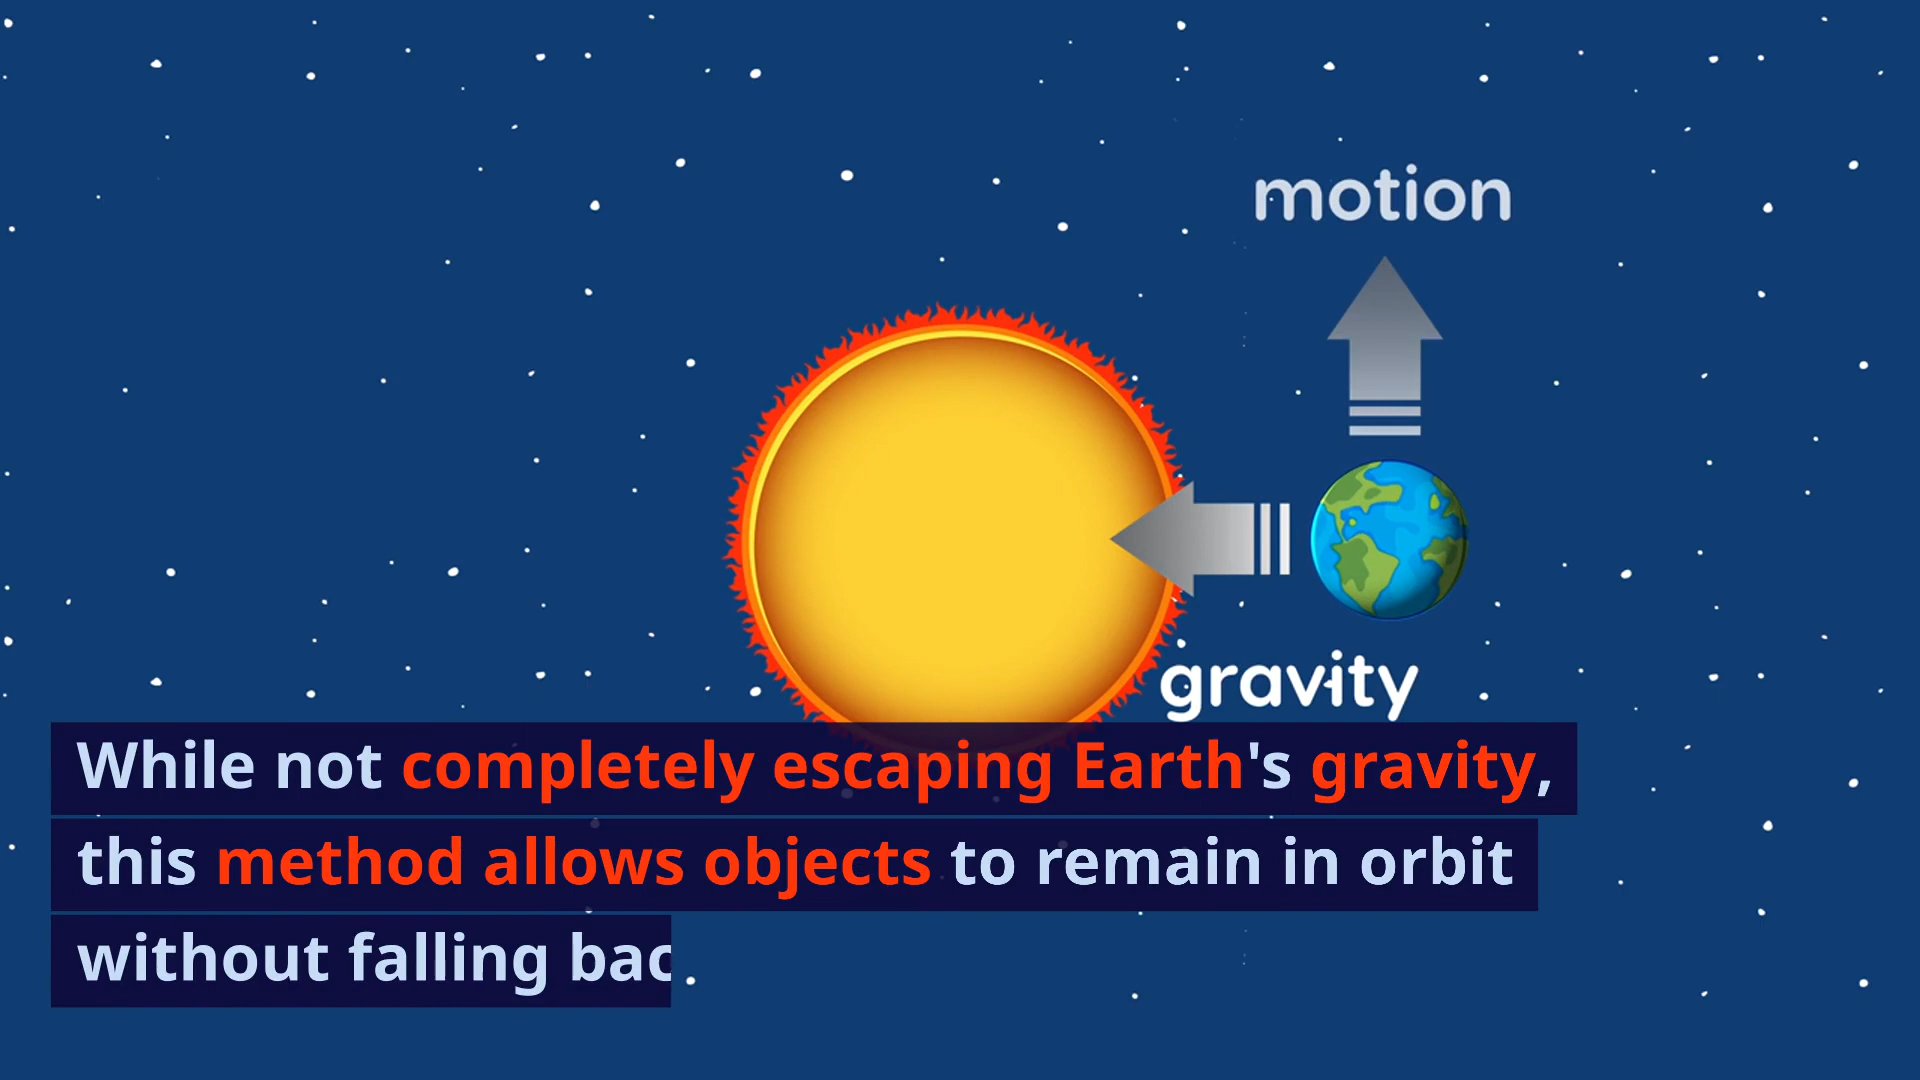 motion
gravity
While not completely escaping Earth's gravity,
this method allows objects to remain in orbit
without falling bac